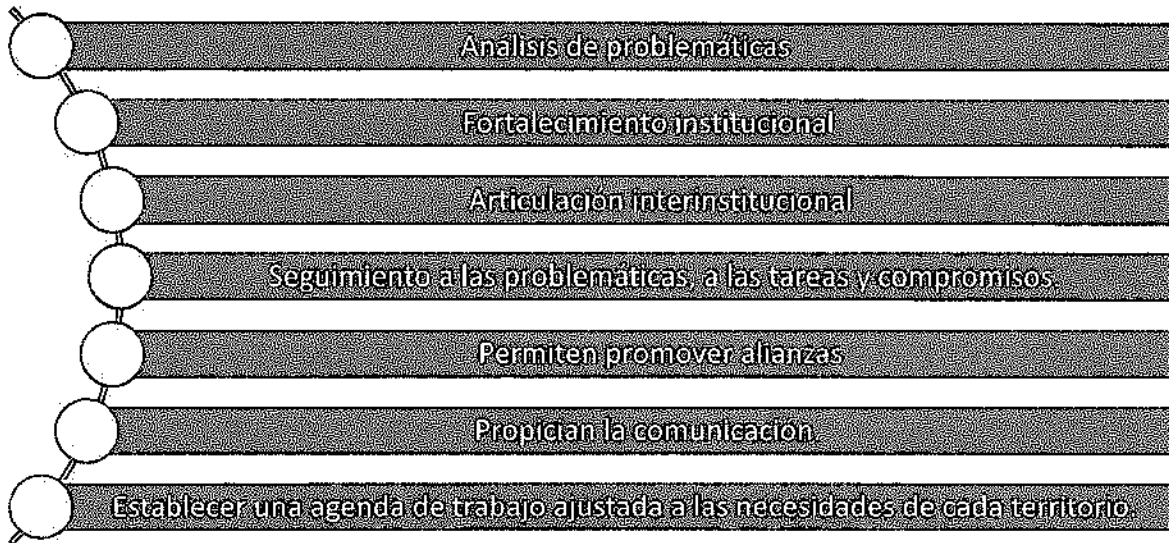 Análisis de problemáticas
Fortalecimiento institucional
Articulación interinstitucional
Seguimiento a las problemáticas, a las tareas y compromisos.
Permiten promover alianzas
Propician la comunicación
Establecer una agenda de trabajo ajustada a las necesidades de cada territorio.